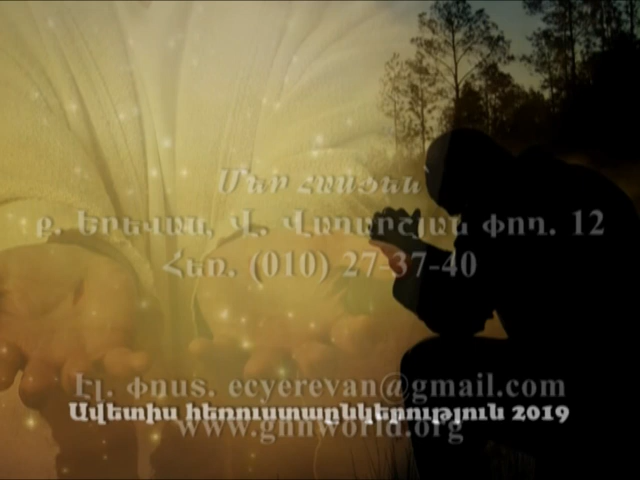 Մեր Հասցեն
ք. Երևան, Վ. Վաղարշյան փող. 12
Հեռ. (010) 27-37-40
Էլ. փոստ. ecyerevan@gmail.com
Ավետիս հեռուստաընկերություն 2019
www.gnnworld.org